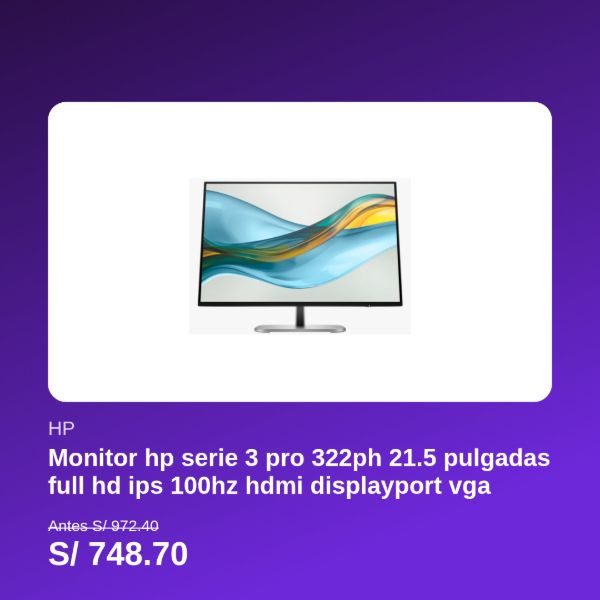 HP
Monitor hp serie 3 pro 322ph 21.5 pulgadas
full hd ips 100hz hdmi displayport vga
Antes S/ 972.40
S/ 748.70